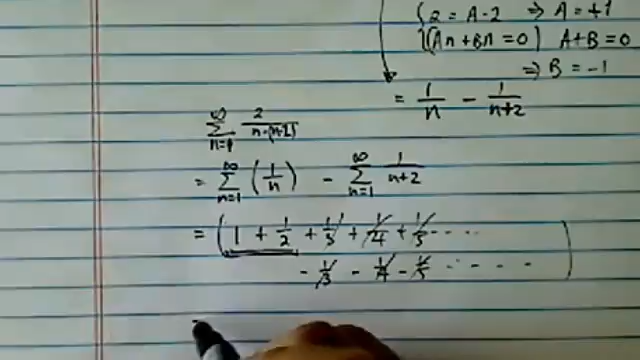 (2 = A·2 ⇒ A = +1
(An + Bn = 0) A+B = 0
⇒ B = -1
= 1/n - 1/(n+2)
∑_{n=1}^{∞} 2/(n·(n+2))
= ∑_{n=1}^{∞} (1/n) - ∑_{n=1}^{∞} 1/(n+2)
= (1 + 1/2 + 1/3 + 1/4 + 1/5 ....
- 1/3 - 1/4 - 1/5 ..... )